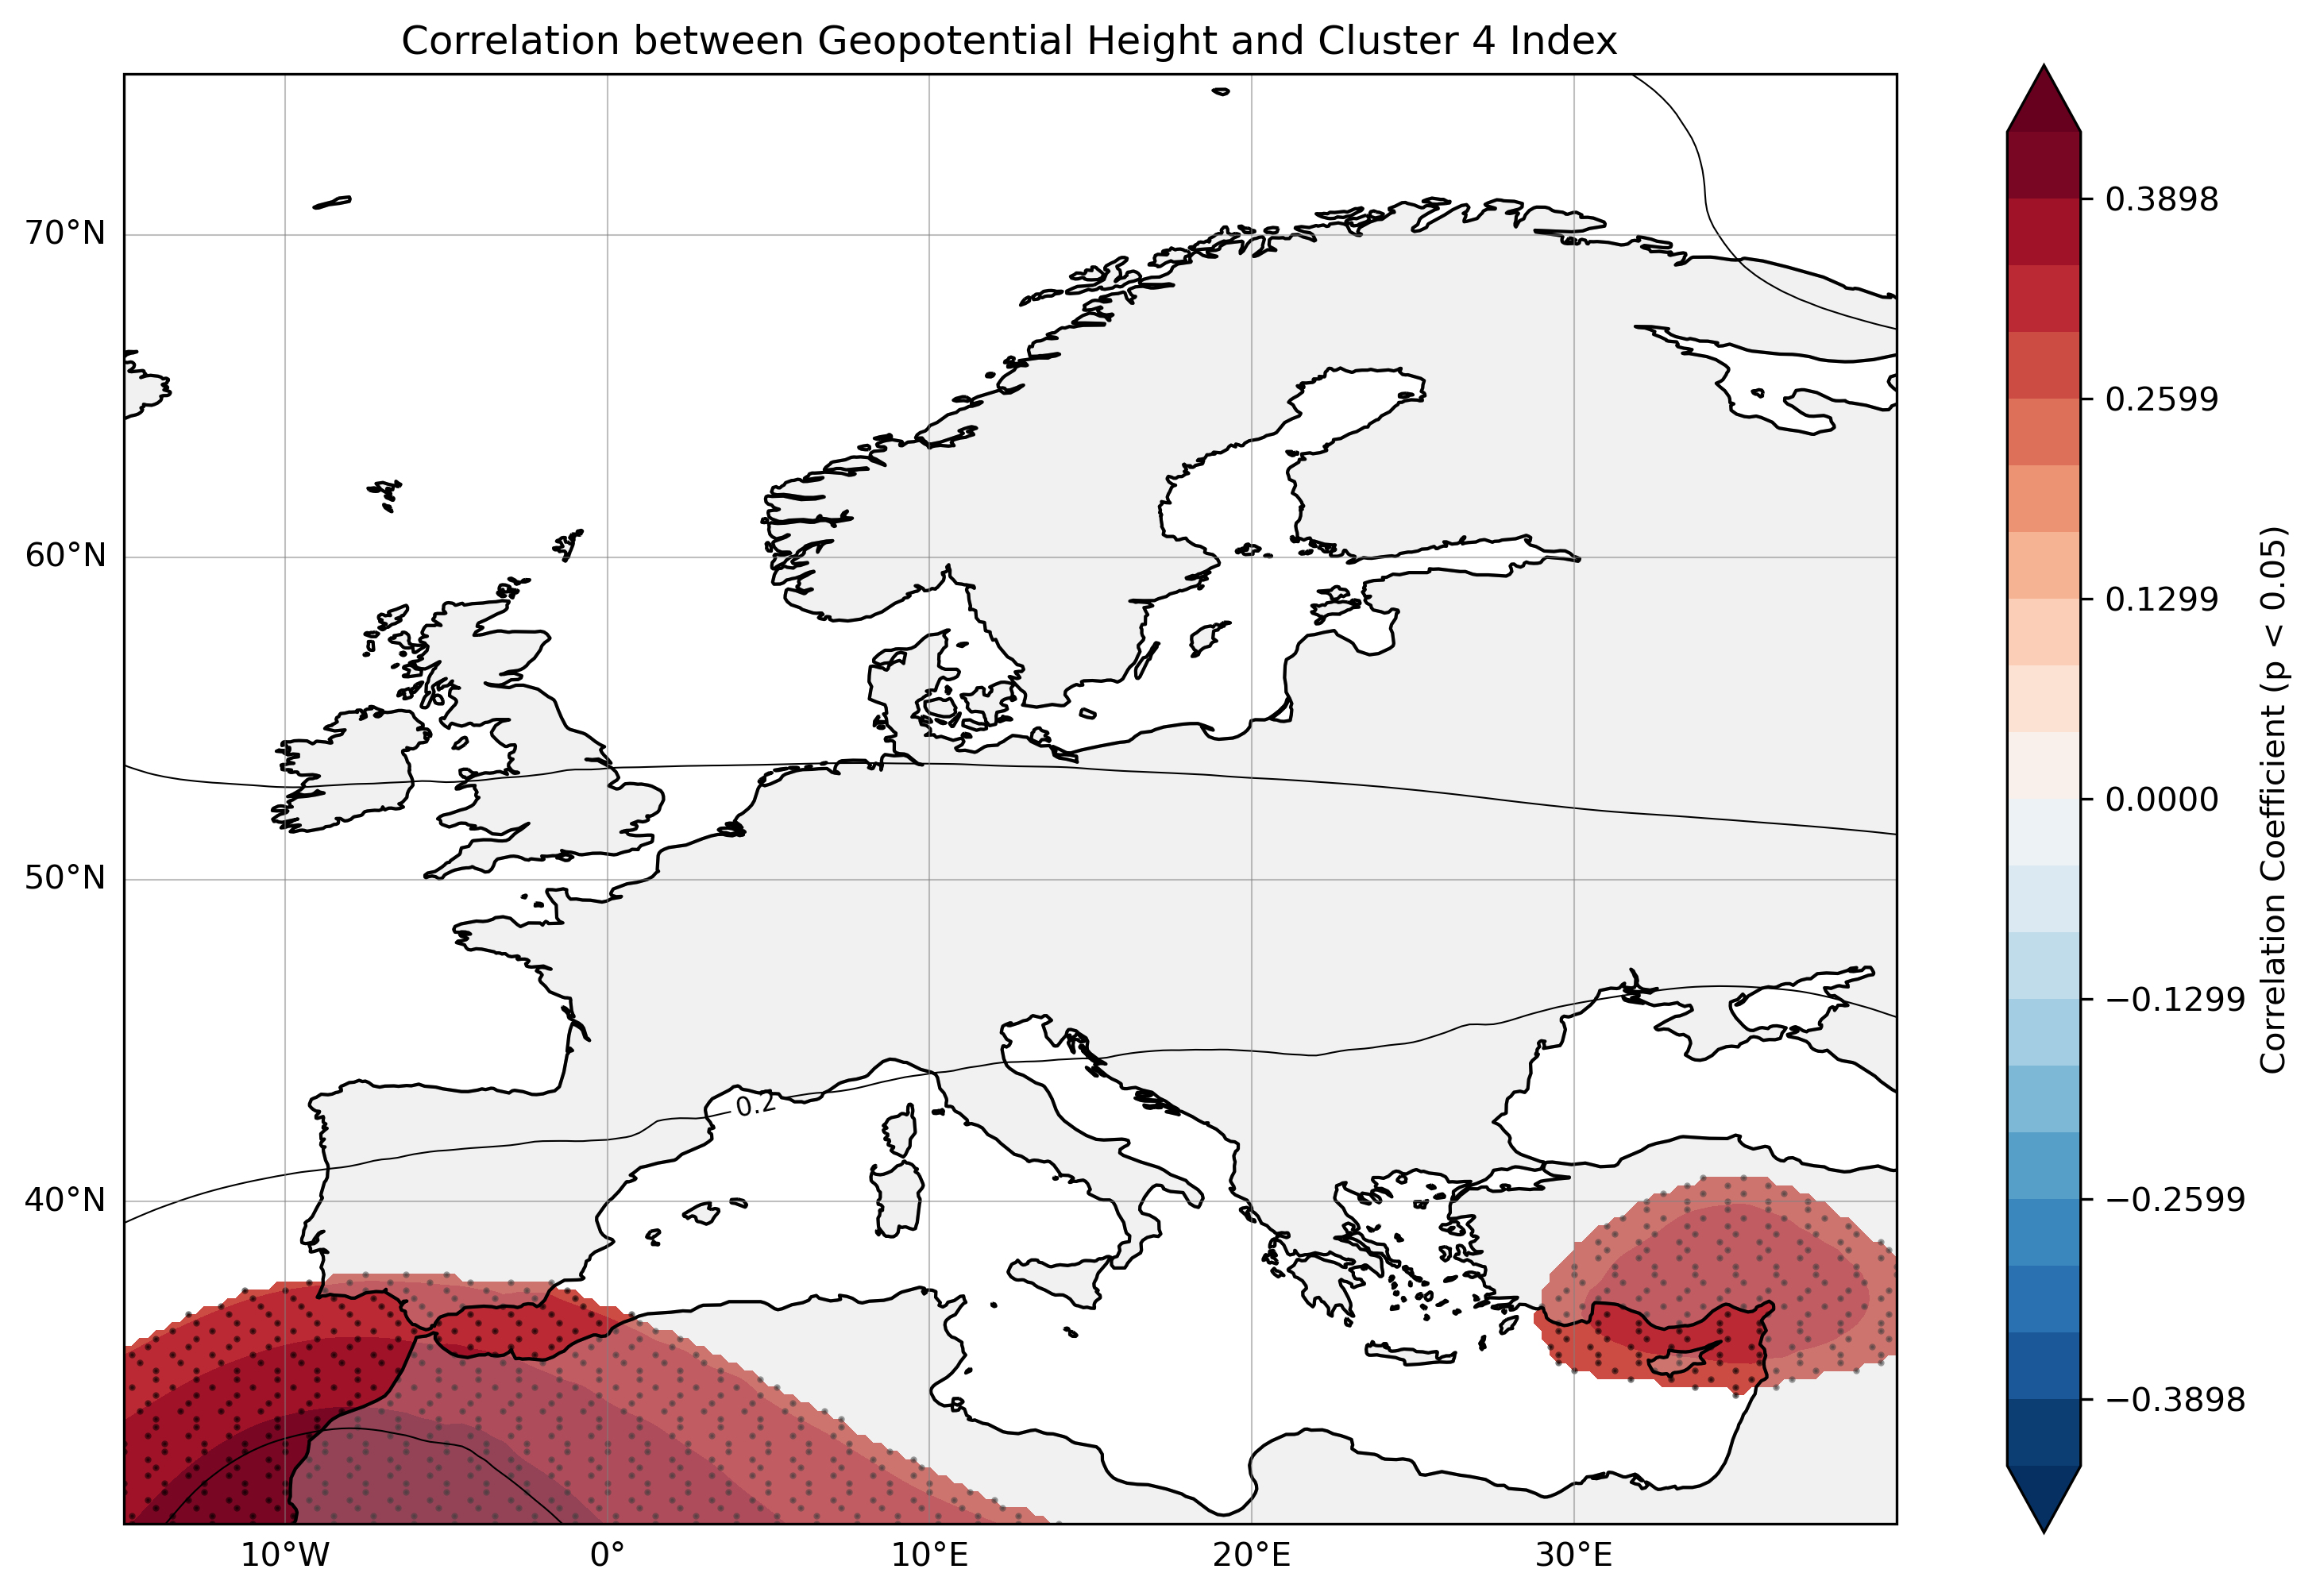 Correlation between Geopotential Height and Cluster 4 Index
70°N
60°N
50°N
40°N
10°W
0°
10°E
20°E
30°E
0.2
0.3898
0.2599
0.1299
0.0000
−0.1299
−0.2599
−0.3898
Correlation Coefficient (p < 0.05)